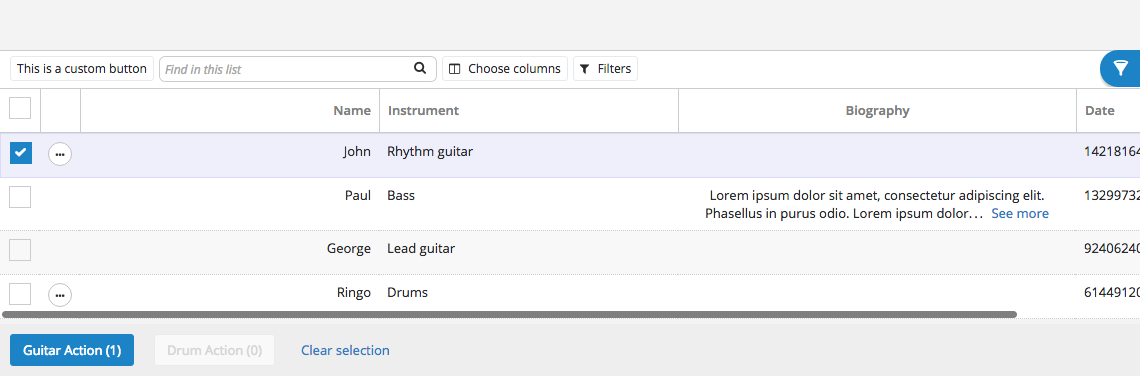 This is a custom button Find in this list Choose columns Filters
Name Instrument Biography Date
John Rhythm guitar 14218164
Paul Bass Lorem ipsum dolor sit amet, consectetur adipiscing elit. 13299732
Phasellus in purus odio. Lorem ipsum dolor... See more
George Lead guitar 92406240
Ringo Drums 61449120
Guitar Action (1) Drum Action (0) Clear selection